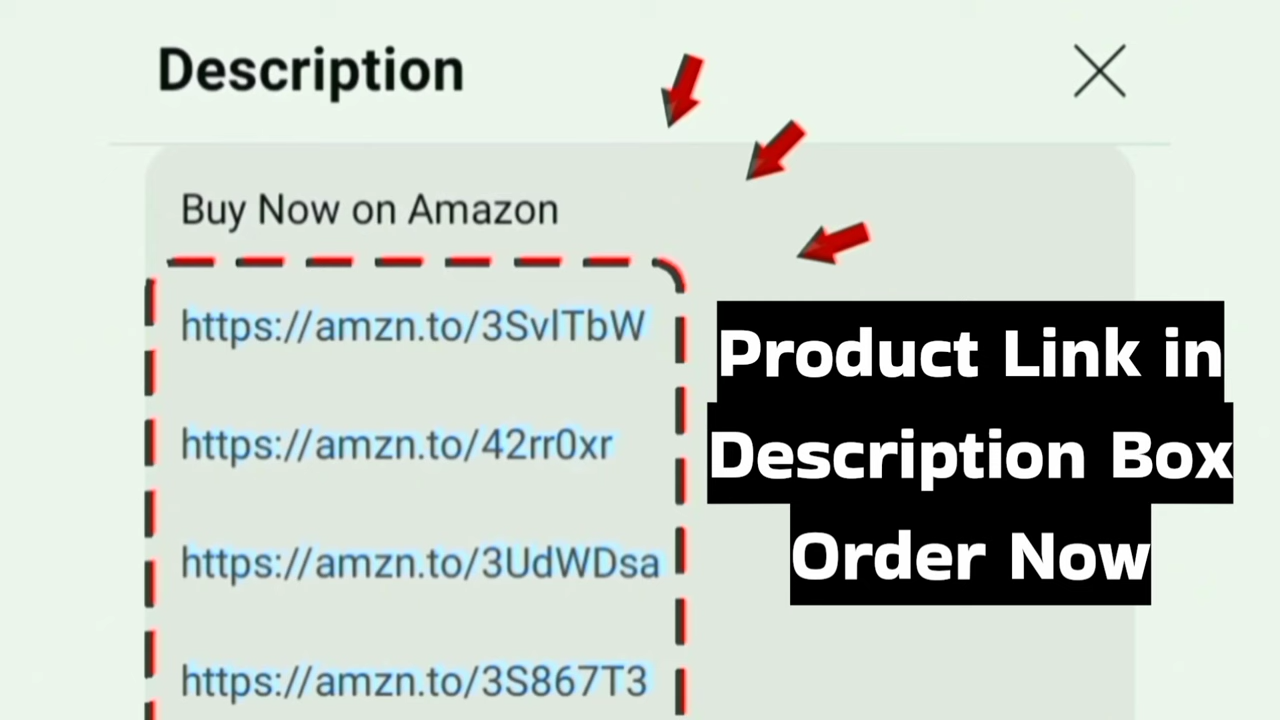 Description
Buy Now on Amazon
https://amzn.to/3SvlTbW
https://amzn.to/42rr0xr
https://amzn.to/3UdWDsa
https://amzn.to/3S867T3
Product Link in
Description Box
Order Now